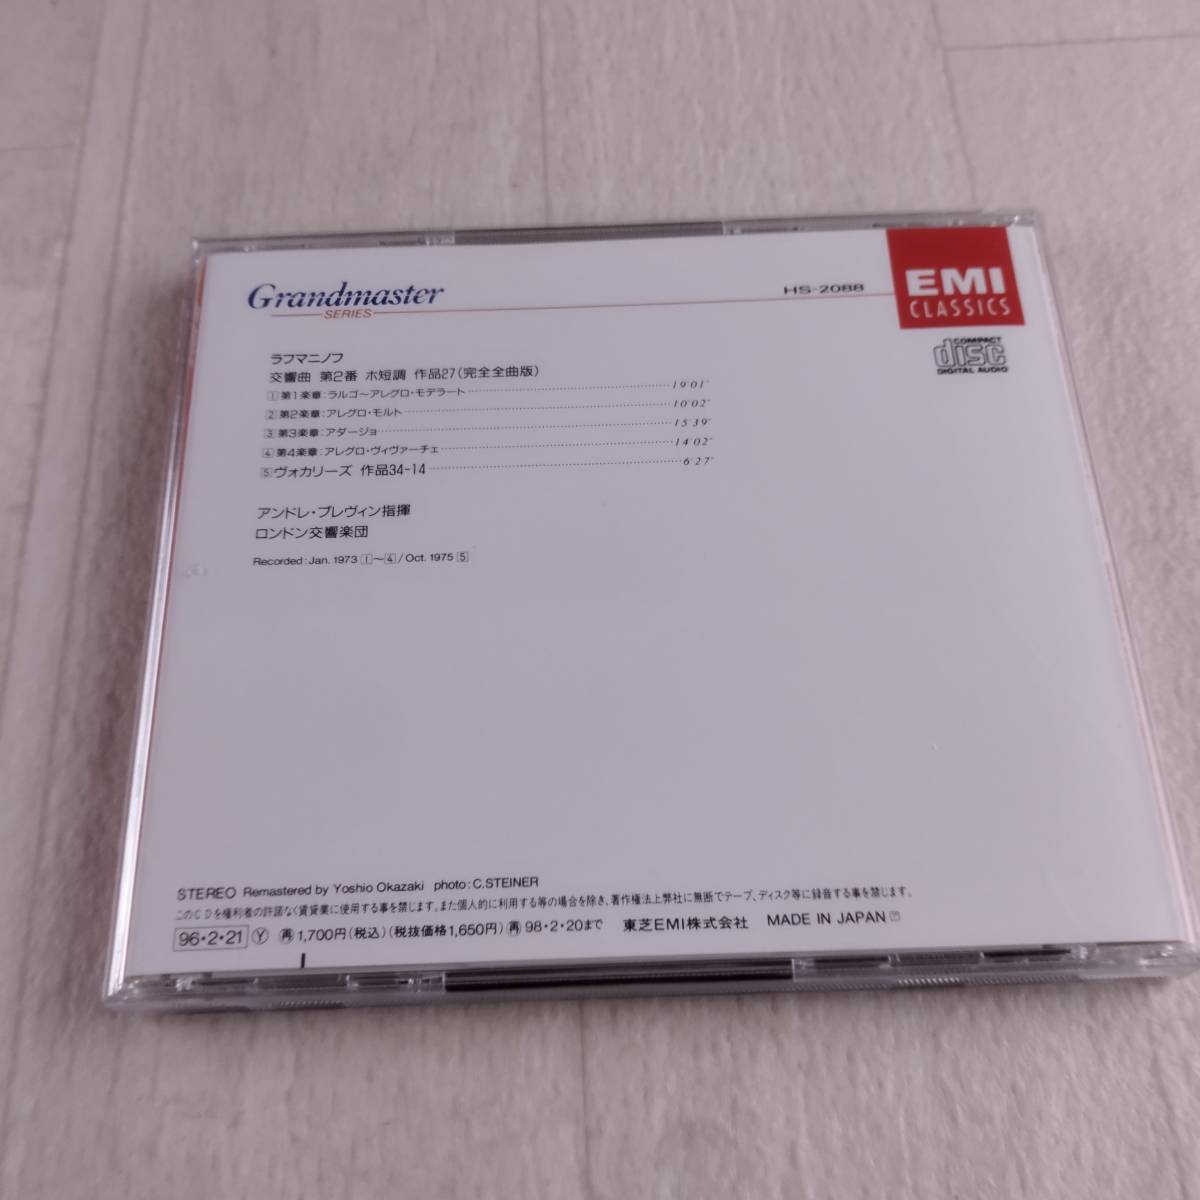 Grandmaster
SERIES
HS-2088
EMI
CLASSICS
COMPACT
disc
DIGITAL AUDIO
ラフマニノフ
交響曲 第2番 ホ短調 作品27(完全全曲版)
1 第1楽章:ラルゴ〜アレグロ・モデラート 19'01"
2 第2楽章:アレグロ・モルト 10'02"
3 第3楽章:アダージョ 15'39"
4 第4楽章:アレグロ・ヴィヴァーチェ 14'02"
5 ヴォカリーズ 作品34-14 6'27"
アンドレ・プレヴィン指揮
ロンドン交響楽団
Recorded:Jan. 1973 1〜4/Oct. 1975 5
STEREO Remastered by Yoshio Okazaki photo:C.STEINER
このCDを権利者の許諾なく賃貸業に使用する事を禁じます。また個人的に利用する等の場合を除き、著作権法上弊社に無断でテープ、ディスク等に録音する事を禁じます。
96・2・21 Ⓨ 再 1,700円(税込)(税抜価格1,650円) 再 98・2・20まで 東芝EMI株式会社 MADE IN JAPAN